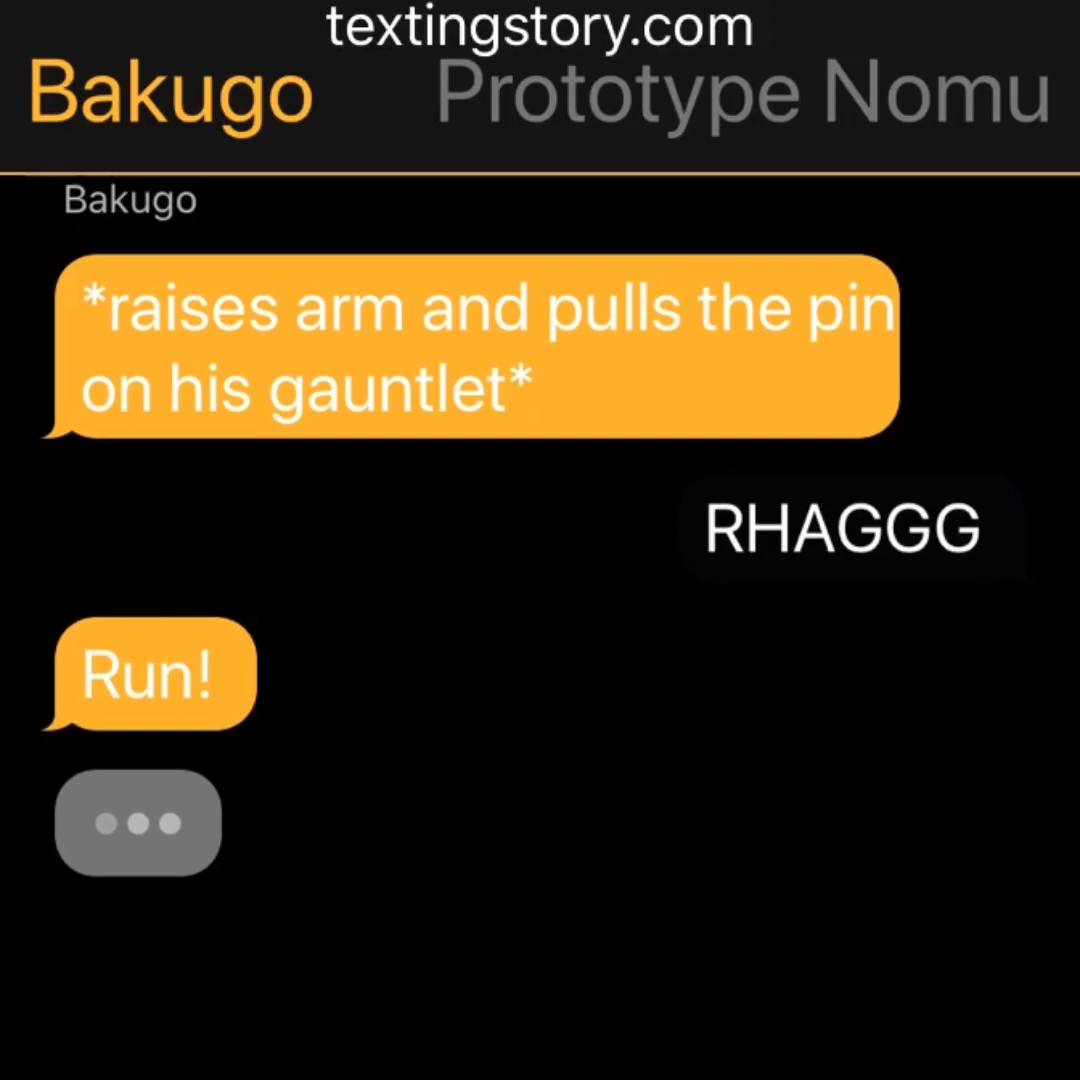 textingstory.com
Bakugo Prototype Nomu
Bakugo
*raises arm and pulls the pin
on his gauntlet*
RHAGGG
Run!